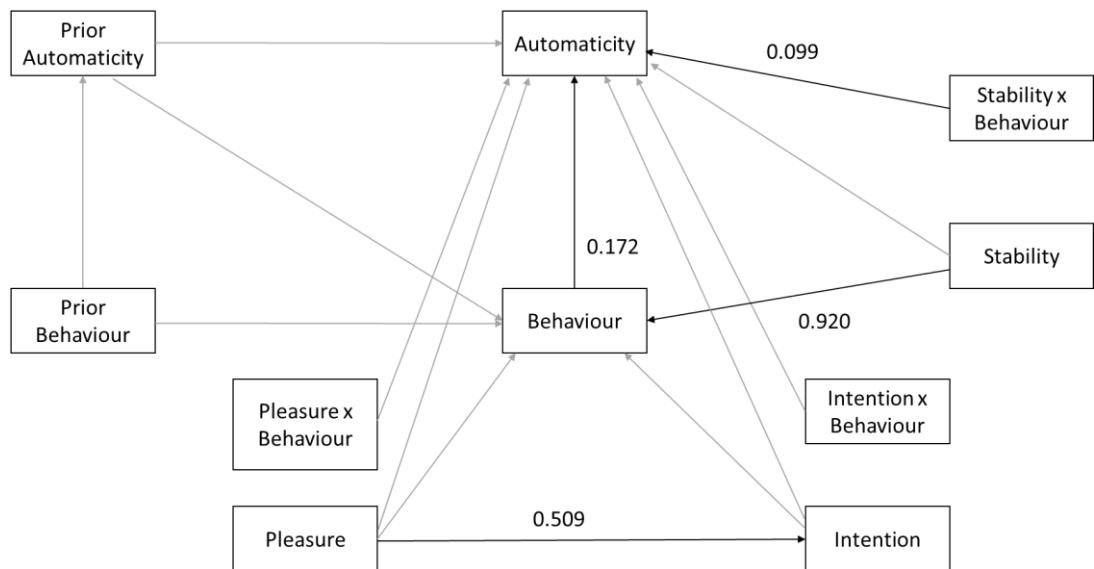 Prior
Automaticity
Automaticity
0.099
Stability x
Behaviour
0.172
Stability
Prior
Behaviour
Behaviour
0.920
Pleasure x
Behaviour
Intention x
Behaviour
0.509
Pleasure
Intention